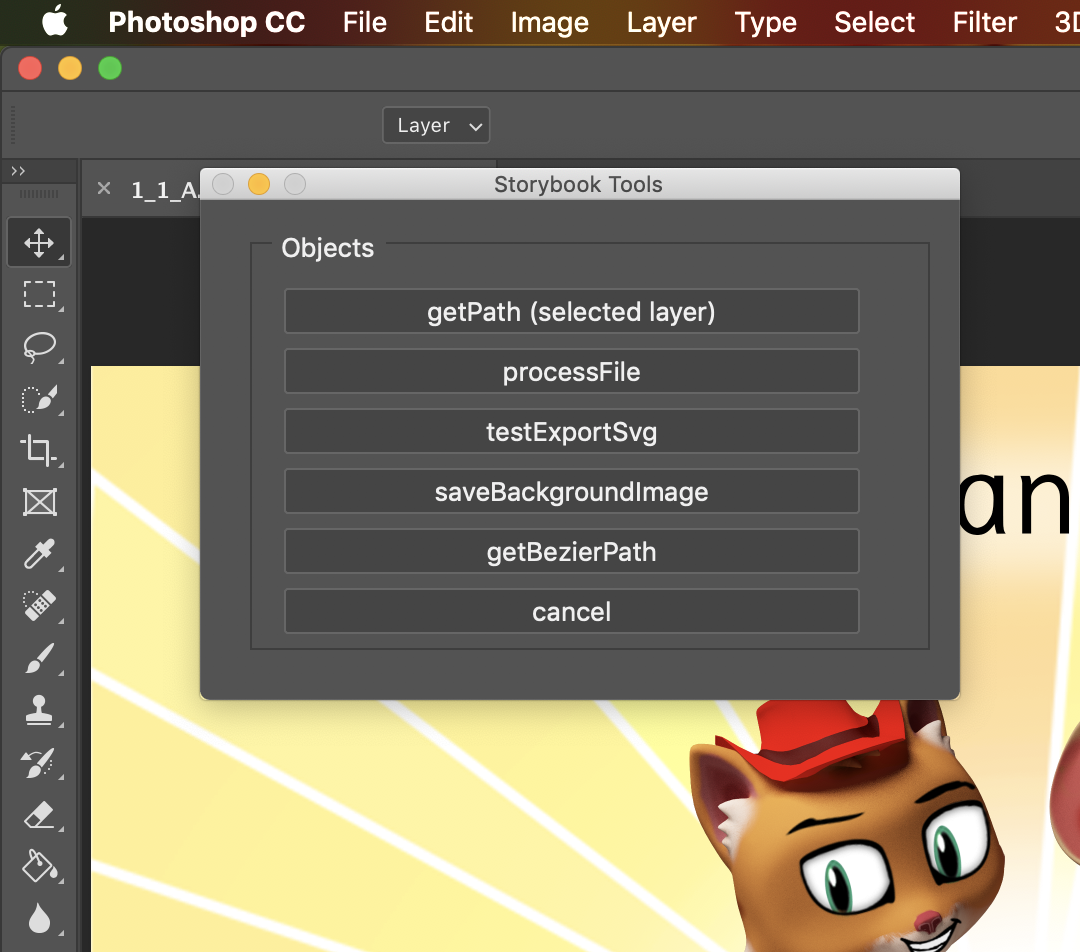 Photoshop CC File Edit Image Layer Type Select Filter 3D
Layer
1_1_A.
Storybook Tools
Objects
getPath (selected layer)
processFile
testExportSvg
saveBackgroundImage
getBezierPath
cancel
an